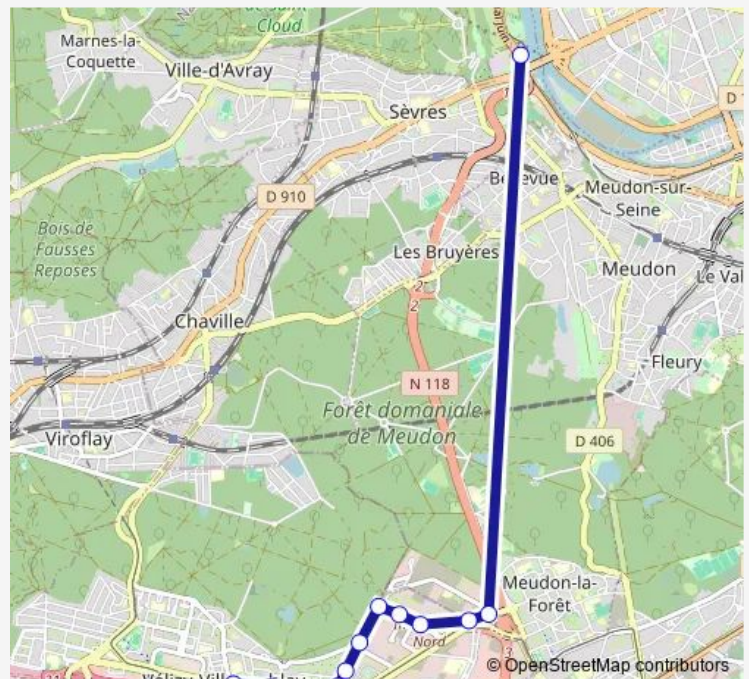 Cloud
Marnes-la-
Coquette
Ville-d'Avray
Sèvres
D 910
Meudon-sur-
Seine
Bois de
Fausses
Reposes
Les Bruyères
Meudon
Le Val
2
2
Chaville
Fleury
N 118
Forêt domaniale
de Meudon
Viroflay
D 406
Meudon-la-
Forêt
Nord
3
© OpenStreetMap contributors